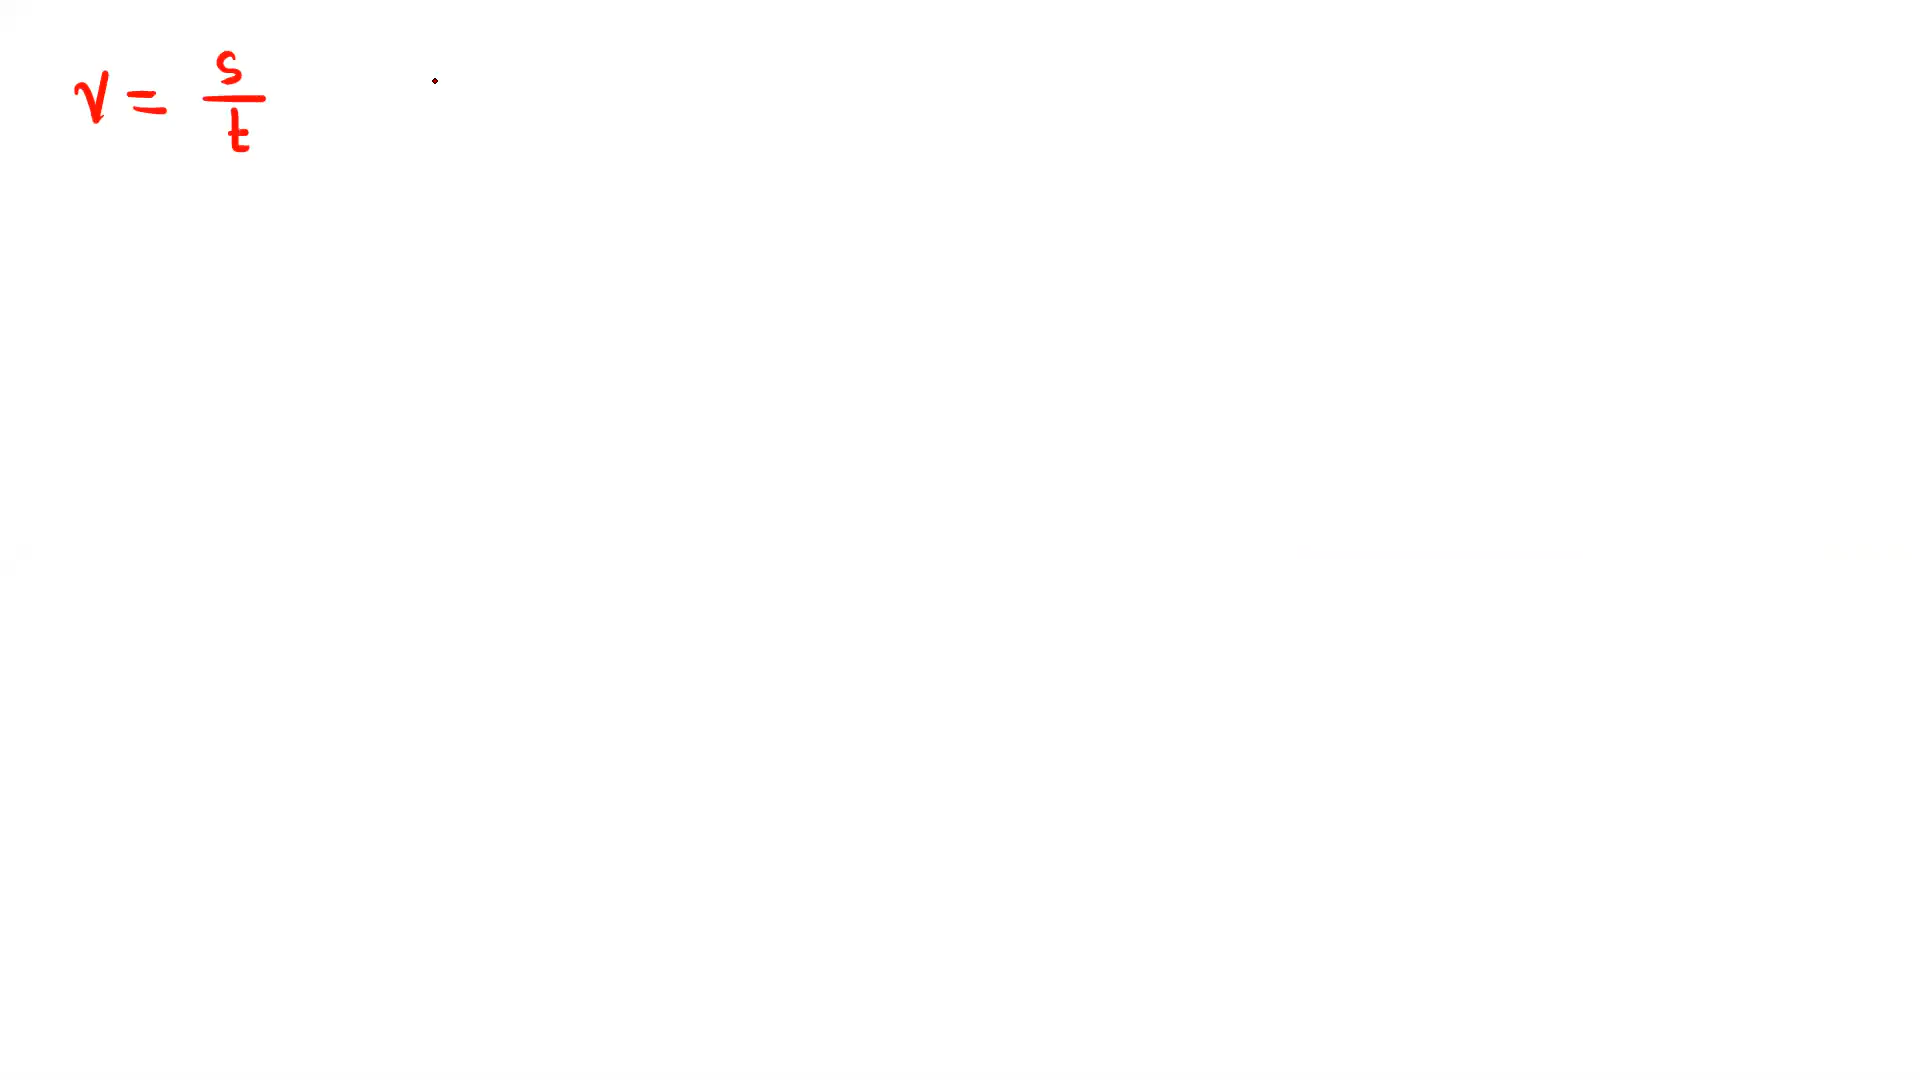 v = s/t